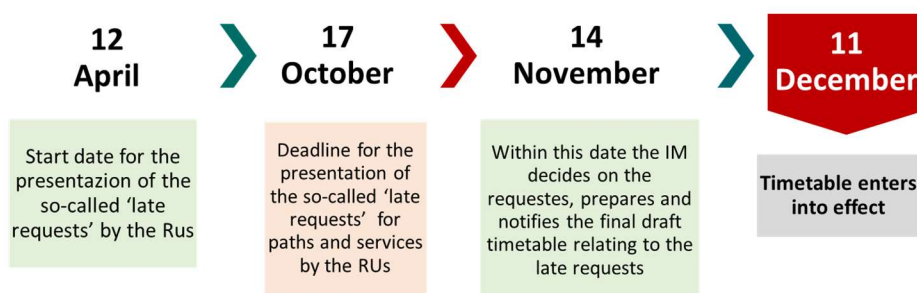 12
April
17
October
14
November
11
December
Start date for the
presentazion of the
so-called ‘late
requests’ by the Rus
Deadline for the
presentation of
the so-called ‘late
requests’ for
paths and services
by the RUs
Within this date the IM
decides on the
requestes, prepares and
notifies the final draft
timetable relating to the
late requests
Timetable enters
into effect